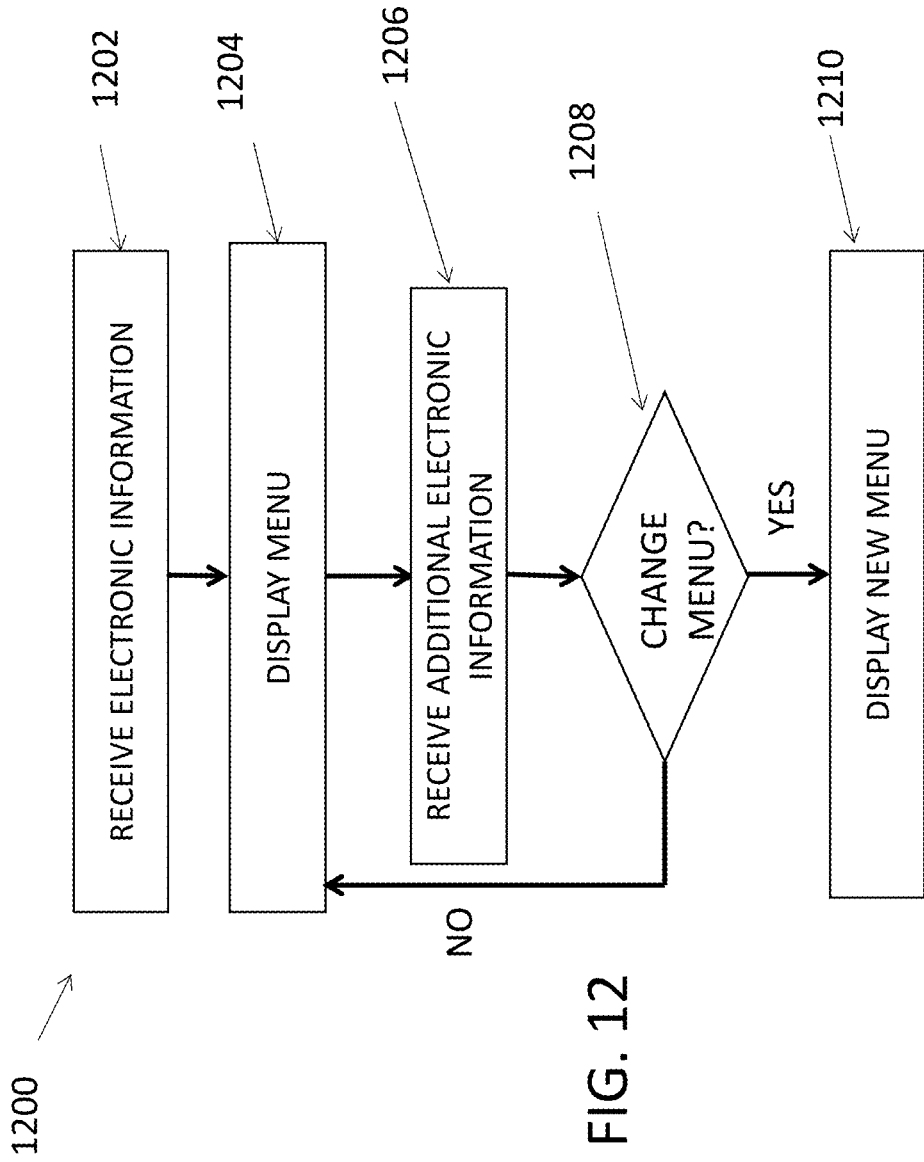 1200
RECEIVE ELECTRONIC INFORMATION
1202
DISPLAY MENU
1204
RECEIVE ADDITIONAL ELECTRONIC
INFORMATION
1206
CHANGE
MENU?
1208
NO
YES
DISPLAY NEW MENU
1210
FIG. 12